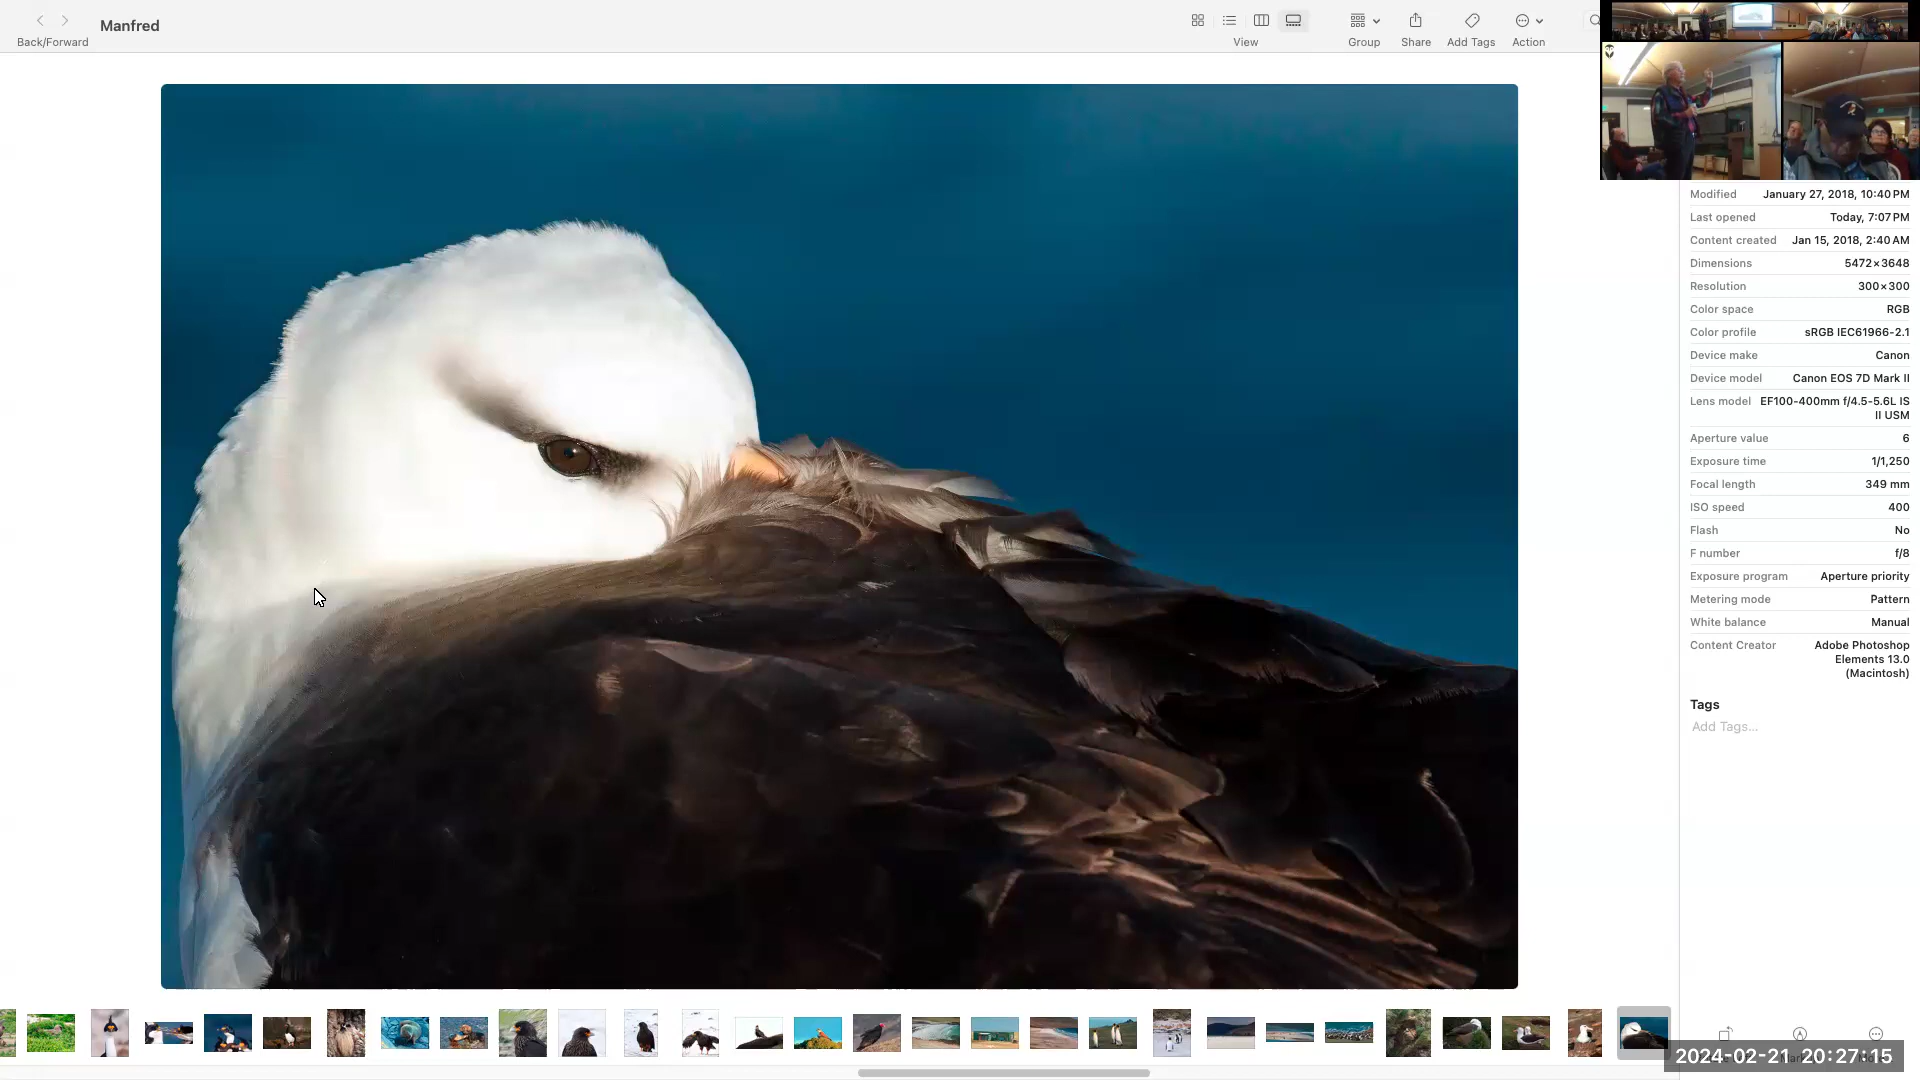 Manfred
Back/Forward
View
Group
Share
Add Tags
Action
Modified January 27, 2018, 10:40 PM
Last opened Today, 7:07 PM
Content created Jan 15, 2018, 2:40 AM
Dimensions 5472×3648
Resolution 300×300
Color space RGB
Color profile sRGB IEC61966-2.1
Device make Canon
Device model Canon EOS 7D Mark II
Lens model EF100-400mm f/4.5-5.6L IS
II USM
Aperture value 6
Exposure time 1/1,250
Focal length 349 mm
ISO speed 400
Flash No
F number f/8
Exposure program Aperture priority
Metering mode Pattern
White balance Manual
Content Creator Adobe Photoshop
Elements 13.0
(Macintosh)
Tags
Add Tags...
2024-02-21 20:27:15